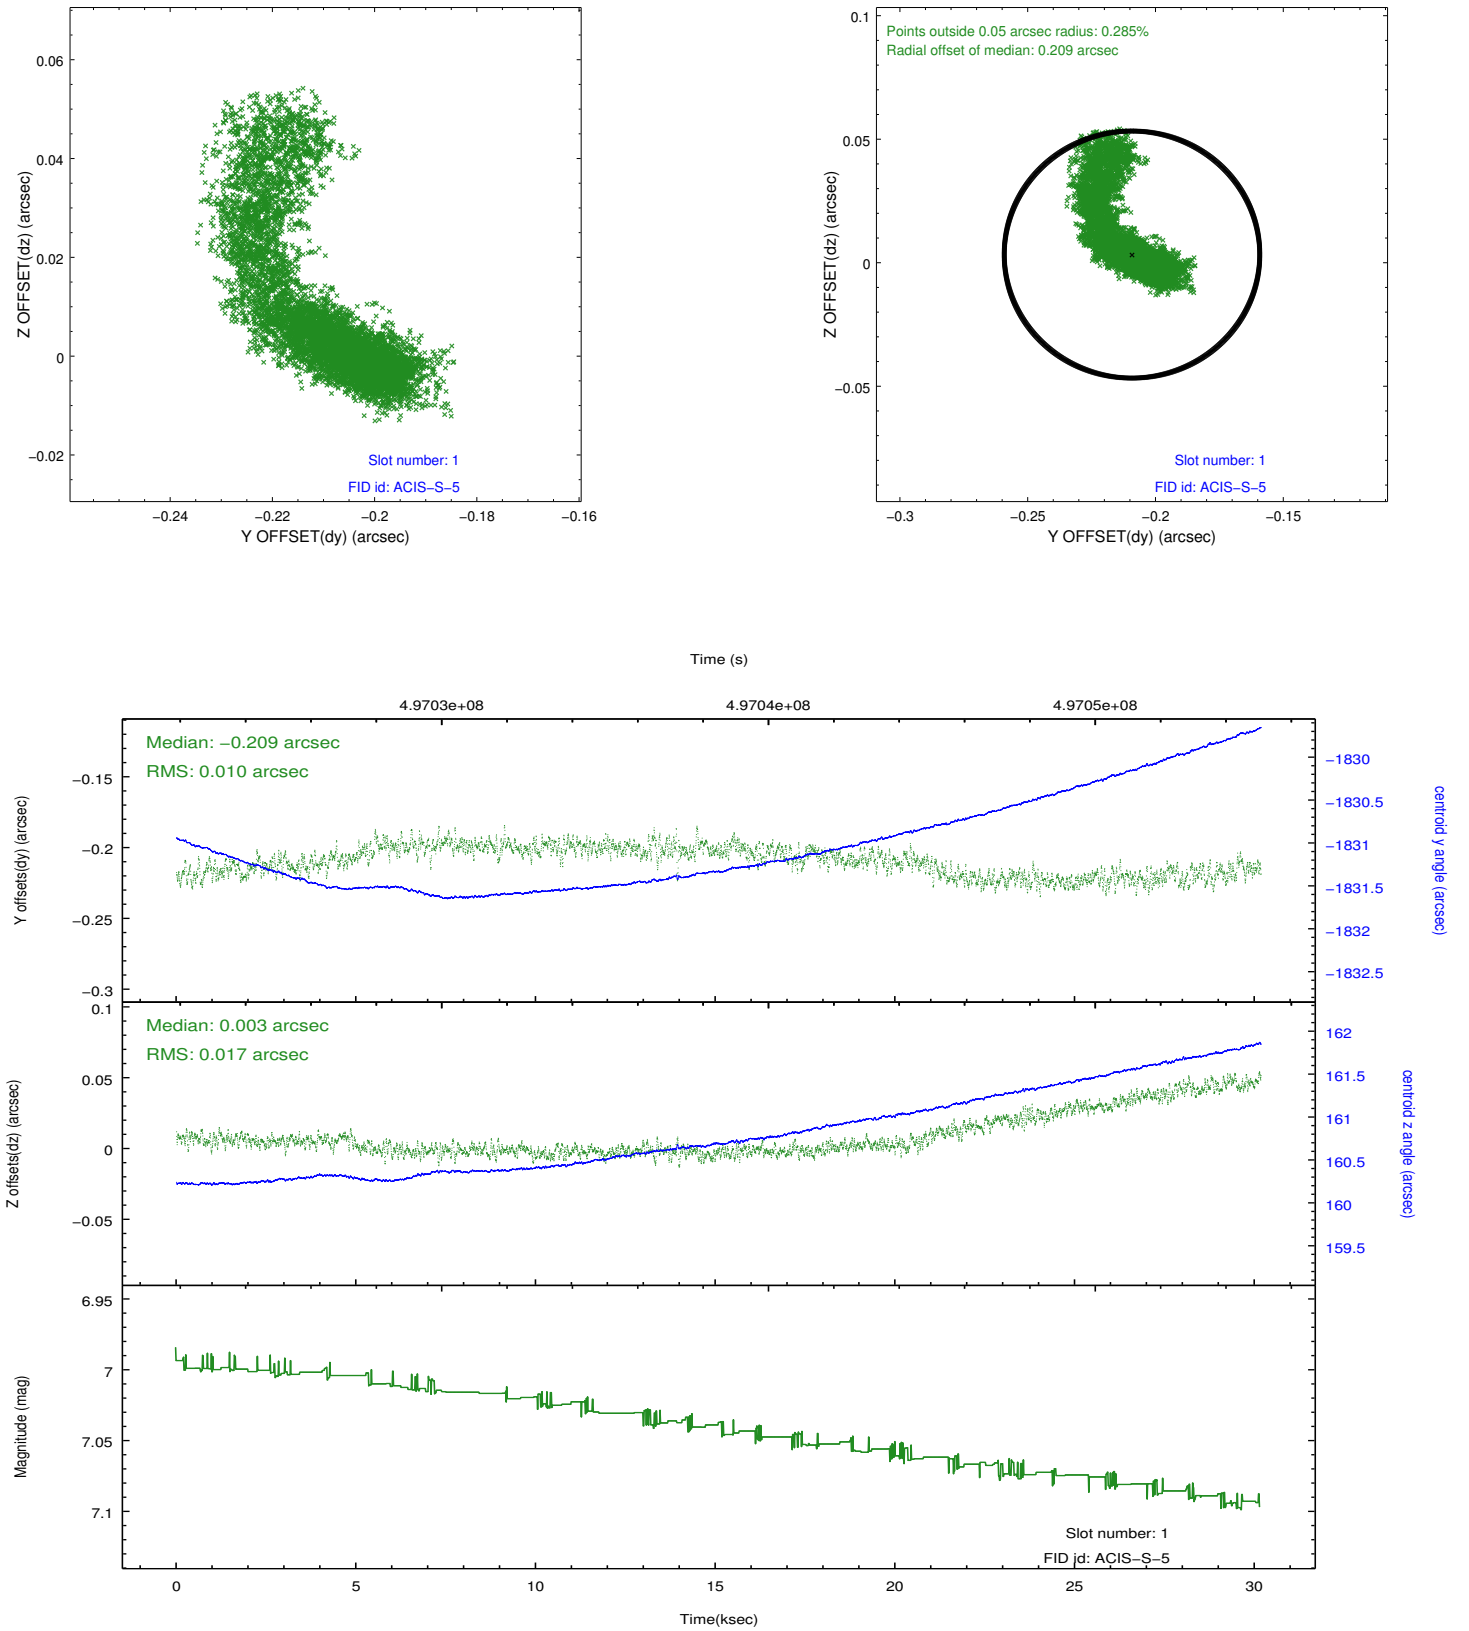 0.06
0.04
0.02
0
−0.02
Z OFFSET(dz) (arcsec)
Slot number: 1
FID id: ACIS−S−5
−0.24 −0.22 −0.2 −0.18 −0.16
Y OFFSET(dy) (arcsec)
0.1
0.05
0
−0.05
Z OFFSET(dz) (arcsec)
Points outside 0.05 arcsec radius: 0.285%
Radial offset of median: 0.209 arcsec
Slot number: 1
FID id: ACIS−S−5
−0.3 −0.25 −0.2 −0.15
Y OFFSET(dy) (arcsec)
Time (s)
4.9703e+08 4.9704e+08 4.9705e+08
Median: −0.209 arcsec
RMS: 0.010 arcsec
−0.15
−0.2
−0.25
−0.3
Y offsets(dy) (arcsec)
−1830
−1830.5
−1831
−1831.5
−1832
−1832.5
centroid y angle (arcsec)
Median: 0.003 arcsec
RMS: 0.017 arcsec
0.1
0.05
0
−0.05
Z offsets(dz) (arcsec)
162
161.5
161
160.5
160
159.5
centroid z angle (arcsec)
6.95
7
7.05
7.1
Magnitude (mag)
Slot number: 1
FID id: ACIS−S−5
0 5 10 15 20 25 30
Time(ksec)